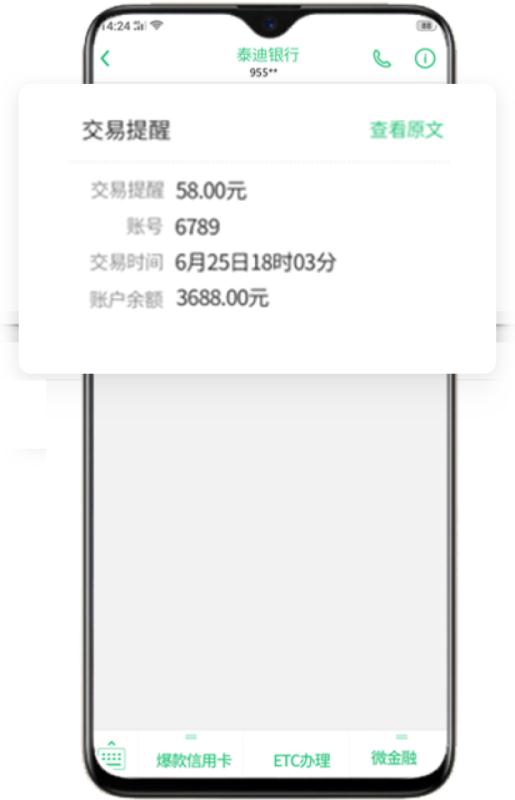 14:24
88
泰迪银行
955**
交易提醒 查看原文
交易提醒 58.00元
账号 6789
交易时间 6月25日18时03分
账户余额 3688.00元
爆款信用卡 ETC办理 微金融